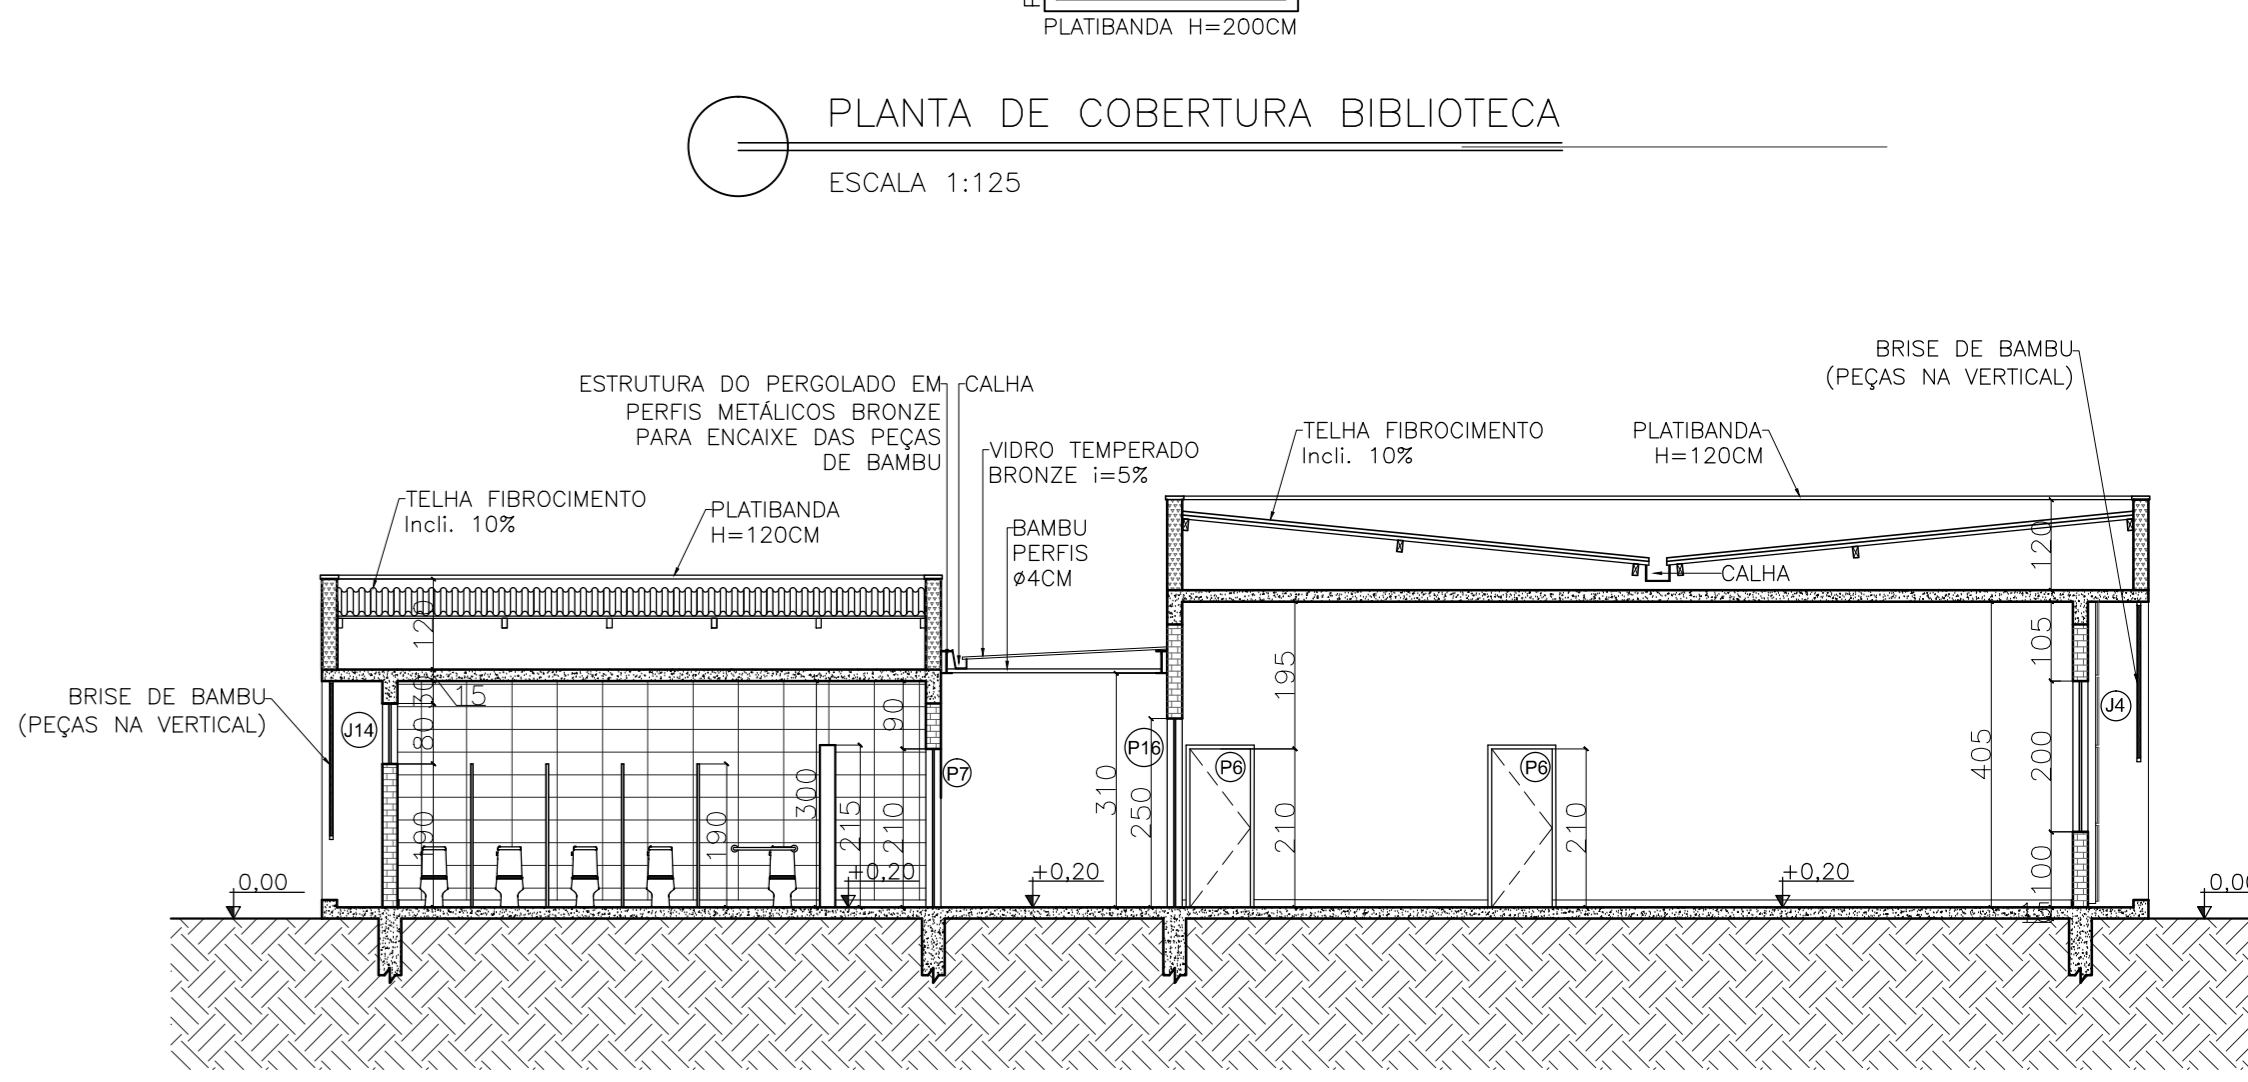 PLATIBANDA H=200CM
PLANTA DE COBERTURA BIBLIOTECA
ESCALA 1:125
BRISE DE BAMBU
(PEÇAS NA VERTICAL)
ESTRUTURA DO PERGOLADO EM
PERFIS METÁLICOS BRONZE
PARA ENCAIXE DAS PEÇAS
DE BAMBU
CALHA
VIDRO TEMPERADO
BRONZE i=5%
TELHA FIBROCIMENTO
Incli. 10%
PLATIBANDA
H=120CM
TELHA FIBROCIMENTO
Incli. 10%
PLATIBANDA
H=120CM
BAMBU
PERFIS
ø4CM
CALHA
BRISE DE BAMBU
(PEÇAS NA VERTICAL)
120
30
15
80
190
J14
190
300
215
90
210
P7
310
250
P16
195
210
P6
P6
210
405
120
105
200
100
15
J4
0,00
+0,20
+0,20
+0,20
0,00